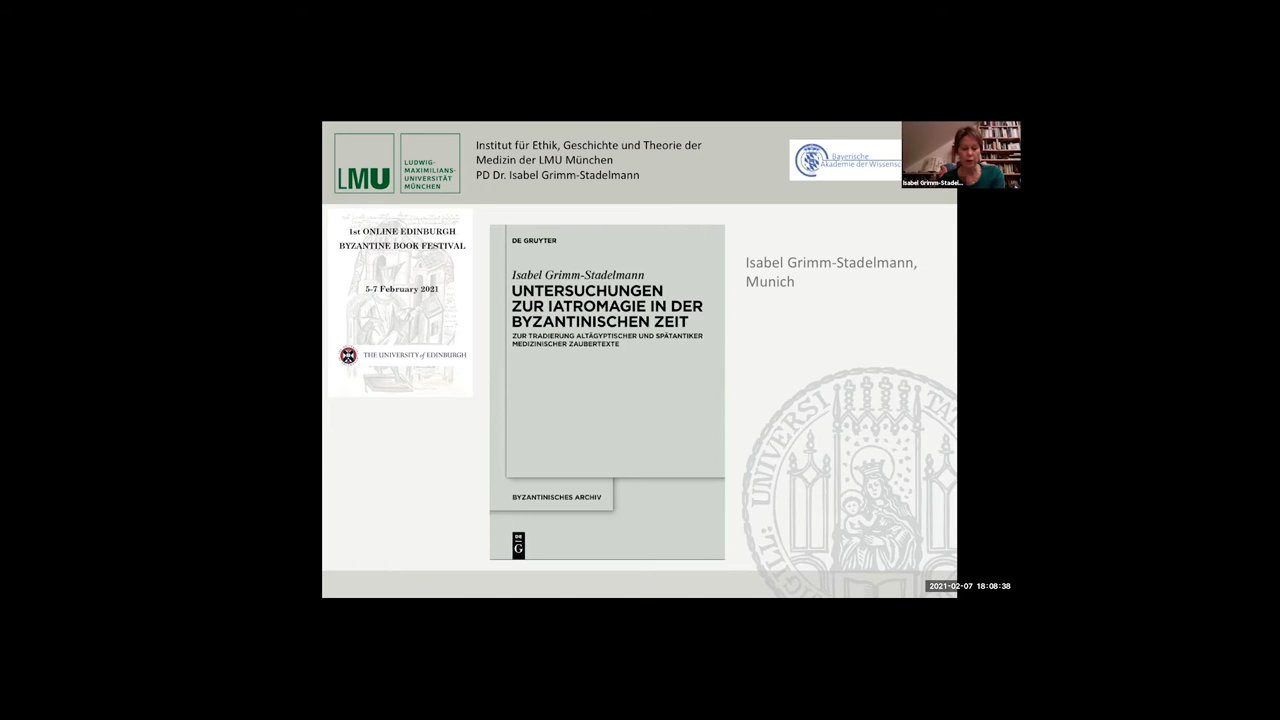 LMU
LUDWIG-
MAXIMILIANS-
UNIVERSITÄT
MÜNCHEN
Institut für Ethik, Geschichte und Theorie der
Medizin der LMU München
PD Dr. Isabel Grimm-Stadelmann
Bayerische
Akademie der Wissensc
Isabel Grimm-Stadel...
1st ONLINE EDINBURGH
BYZANTINE BOOK FESTIVAL
5-7 February 2021
THE UNIVERSITY of EDINBURGH
DE GRUYTER
Isabel Grimm-Stadelmann
UNTERSUCHUNGEN
ZUR IATROMAGIE IN DER
BYZANTINISCHEN ZEIT
ZUR TRADIERUNG ALTÄGYPTISCHER UND SPÄTANTIKER
MEDIZINISCHER ZAUBERTEXTE
BYZANTINISCHES ARCHIV
DE
G
Isabel Grimm-Stadelmann,
Munich
2021-02-07 18:08:38